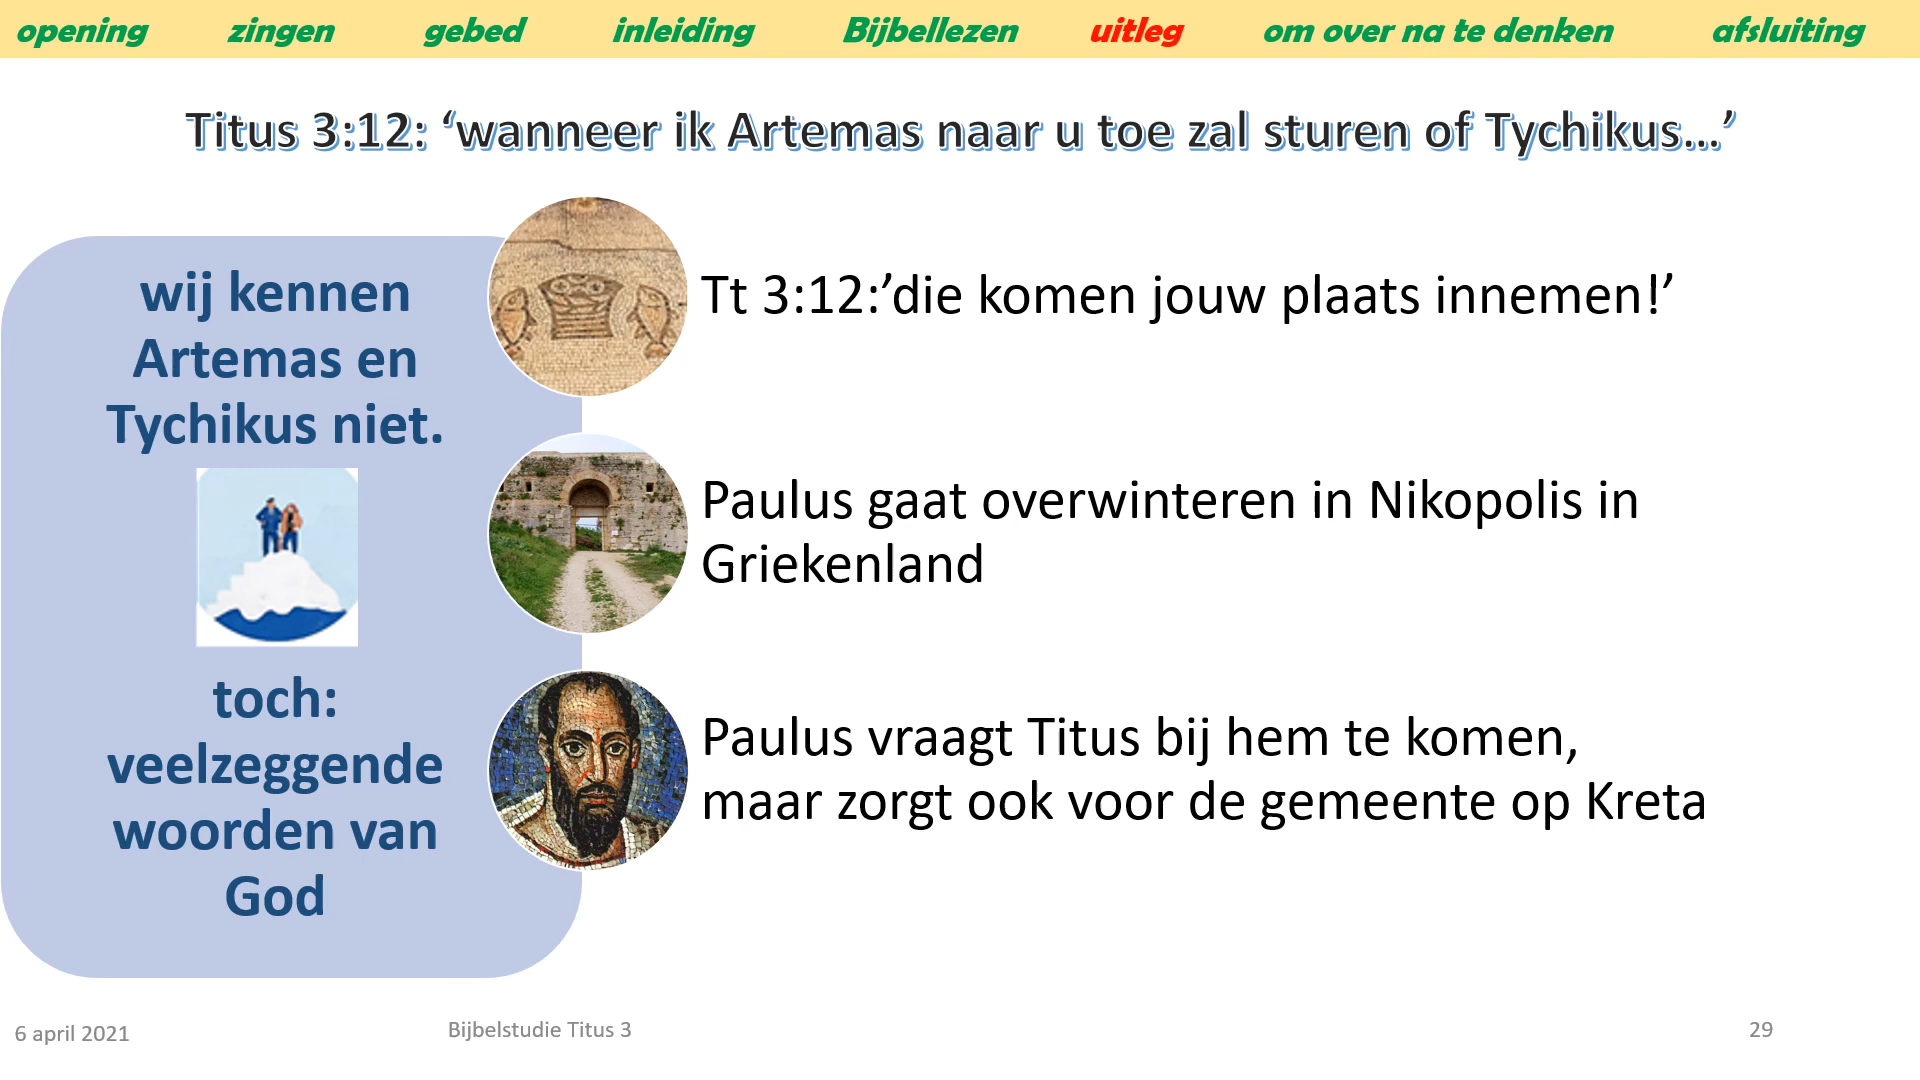 opening zingen gebed inleiding Bijbellezen uitleg om over na te denken afsluiting
Titus 3:12: ‘wanneer ik Artemas naar u toe zal sturen of Tychikus…’
wij kennen
Artemas en
Tychikus niet.
toch:
veelzeggende
woorden van
God
Tt 3:12:’die komen jouw plaats innemen!’
Paulus gaat overwinteren in Nikopolis in
Griekenland
Paulus vraagt Titus bij hem te komen,
maar zorgt ook voor de gemeente op Kreta
6 april 2021
Bijbelstudie Titus 3
29